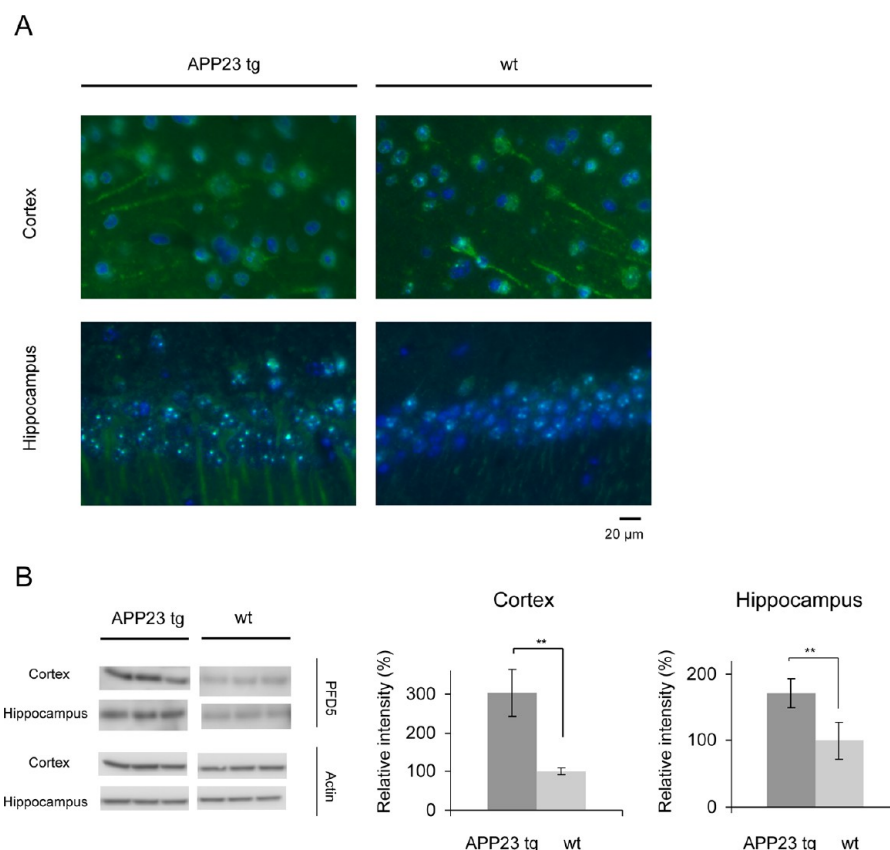 A
APP23 tg wt
Cortex
Hippocampus
20 µm
B
APP23 tg wt
Cortex
Hippocampus
PFD5
Cortex
Hippocampus
Actin
Cortex
Relative intensity (%)
300
200
100
0
**
APP23 tg wt
Hippocampus
Relative intensity (%)
200
100
0
**
APP23 tg wt